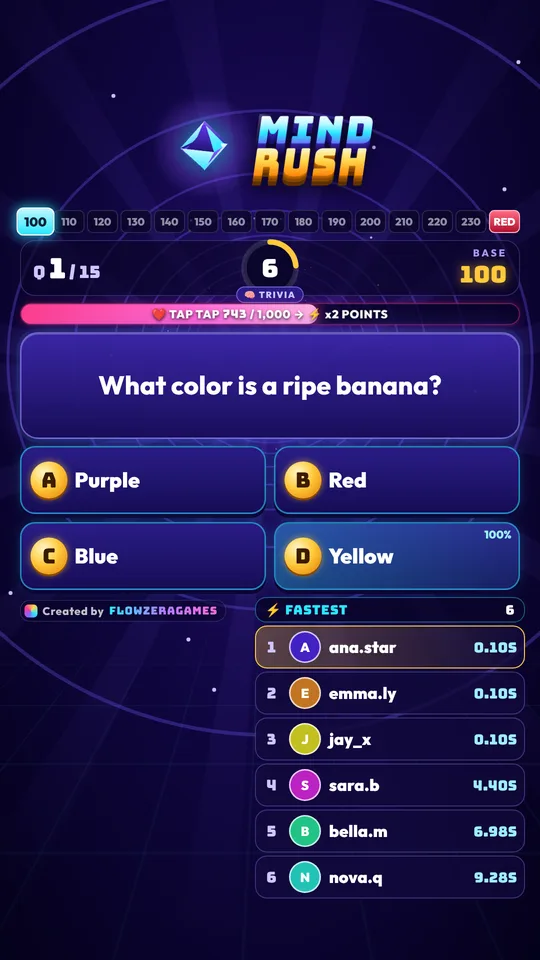 MIND
RUSH
100 110 120 130 140 150 160 170 180 190 200 210 220 230 RED
Q 1 / 15
6
BASE
100
🧠 TRIVIA
❤️ TAP TAP 743 / 1,000 → ⚡ x2 POINTS
What color is a ripe banana?
A Purple
B Red
C Blue
D Yellow
100%
Created by FLOWZERAGAMES
⚡ FASTEST 6
1 A ana.star 0.10S
2 E emma.ly 0.10S
3 J jay_x 0.10S
4 S sara.b 4.40S
5 B bella.m 6.98S
6 N nova.q 9.28S